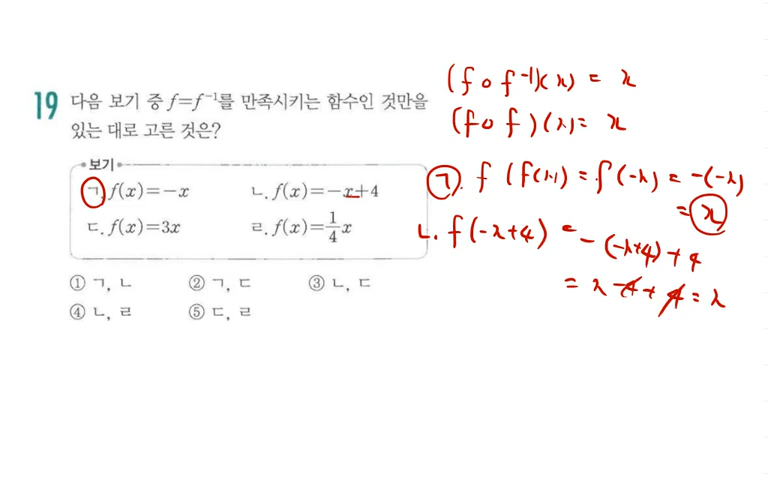 19 다음 보기 중 f=f⁻¹를 만족시키는 함수인 것만을
있는 대로 고른 것은?
보기
ㄱ. f(x)=-x ㄴ. f(x)=-x+4
ㄷ. f(x)=3x ㄹ. f(x)=1/4x
① ㄱ, ㄴ ② ㄱ, ㄷ ③ ㄴ, ㄷ
④ ㄴ, ㄹ ⑤ ㄷ, ㄹ
(f∘f⁻¹)(x) = x
(f∘f)(x) = x
ㄱ. f(f(x)) = f(-x) = -(-x)
= x
ㄴ. f(-x+4) = -(-x+4)+4
= x-4+4 = x